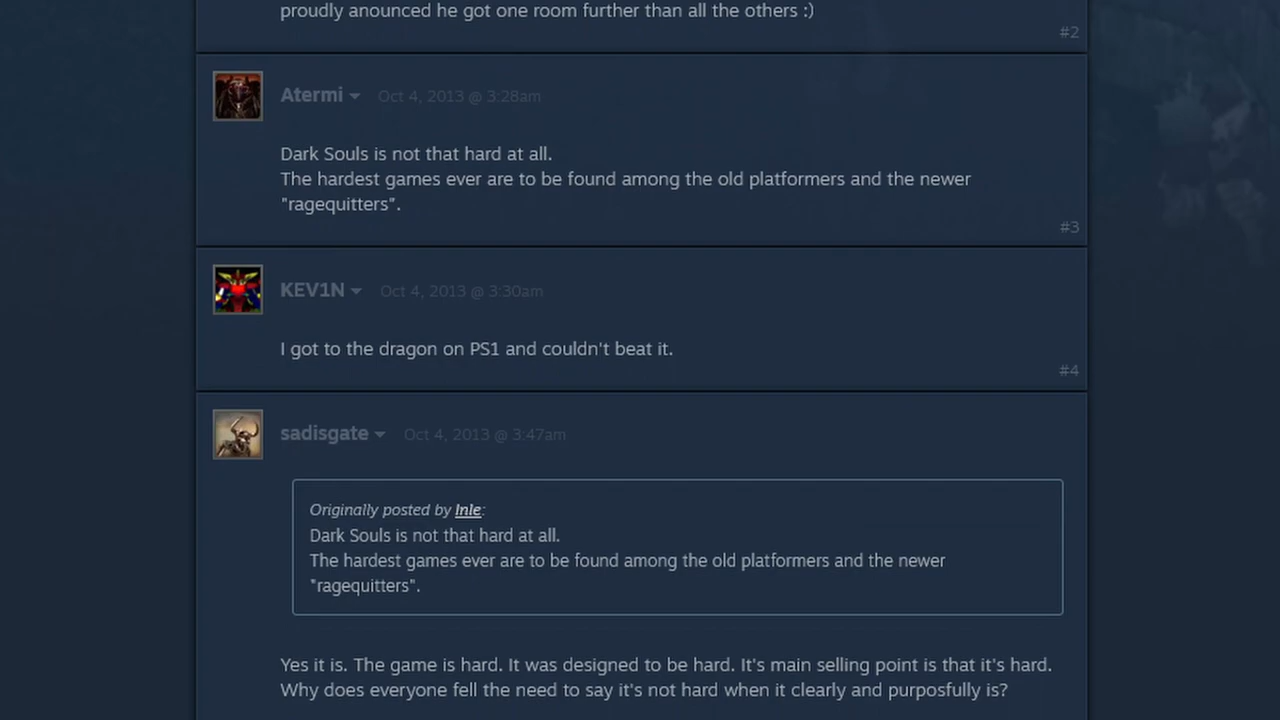 proudly anounced he got one room further than all the others :)
#2
Atermi
Oct 4, 2013 @ 3:28am
Dark Souls is not that hard at all.
The hardest games ever are to be found among the old platformers and the newer
"ragequitters".
#3
KEV1N
Oct 4, 2013 @ 3:30am
I got to the dragon on PS1 and couldn't beat it.
#4
sadisgate
Oct 4, 2013 @ 3:47am
Originally posted by Inle:
Dark Souls is not that hard at all.
The hardest games ever are to be found among the old platformers and the newer
"ragequitters".
Yes it is. The game is hard. It was designed to be hard. It's main selling point is that it's hard.
Why does everyone fell the need to say it's not hard when it clearly and purposfully is?